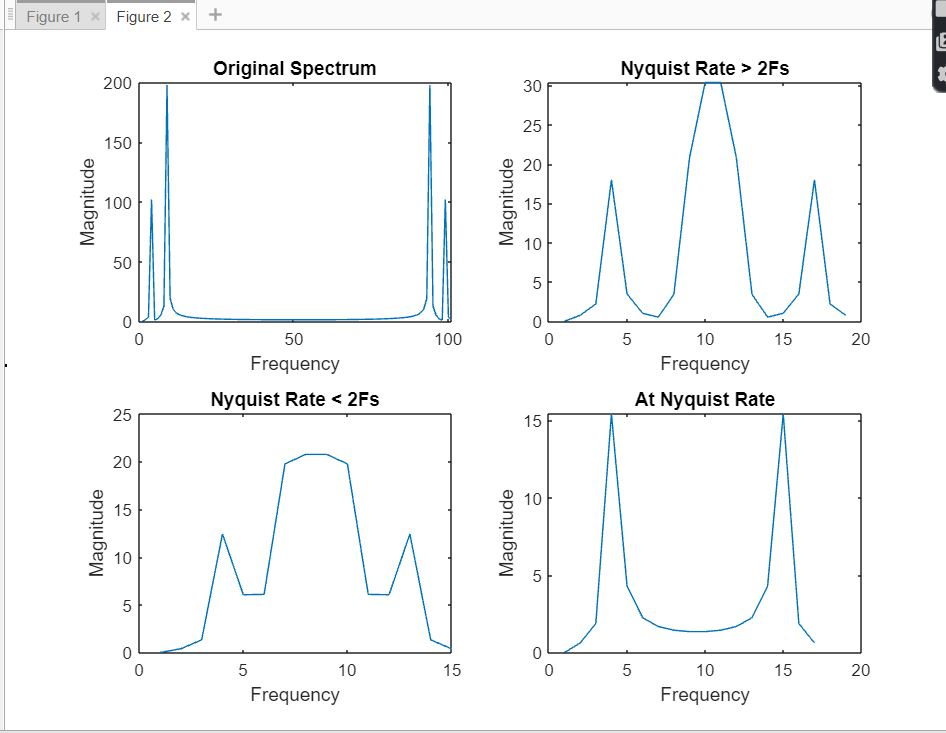 Figure 1 × Figure 2 × +
Original Spectrum
200
150
100
50
0
0 50 100
Magnitude
Frequency
Nyquist Rate > 2Fs
30
25
20
15
10
5
0
0 5 10 15 20
Magnitude
Frequency
Nyquist Rate < 2Fs
25
20
15
10
5
0
0 5 10 15
Magnitude
Frequency
At Nyquist Rate
15
10
5
0
0 5 10 15 20
Magnitude
Frequency